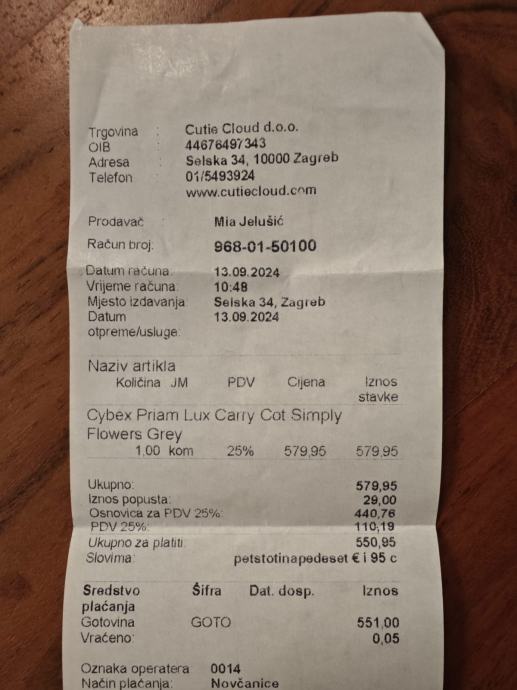 Trgovina : Cutie Cloud d.o.o.
OIB : 44676497343
Adresa : Selska 34, 10000 Zagreb
Telefon : 01/5493924
www.cutiecloud.com
Prodavač : Mia Jelušić
Račun broj: 968-01-50100
Datum računa: 13.09.2024
Vrijeme računa: 10:48
Mjesto izdavanja Selska 34, Zagreb
Datum 13.09.2024
otpreme/usluge:
Naziv artikla
Količina JM PDV Cijena Iznos
stavke
Cybex Priam Lux Carry Cot Simply
Flowers Grey
1,00 kom 25% 579,95 579,95
Ukupno: 579,95
Iznos popusta: 29,00
Osnovica za PDV 25%: 440,76
PDV 25%: 110,19
Ukupno za platiti: 550,95
Slovima: petstotinapedeset € i 95 c
Sredstvo Šifra Dat. dosp. Iznos
plaćanja
Gotovina GOTO 551,00
Vraćeno: 0,05
Oznaka operatera 0014
Način plaćanja: Novčanice